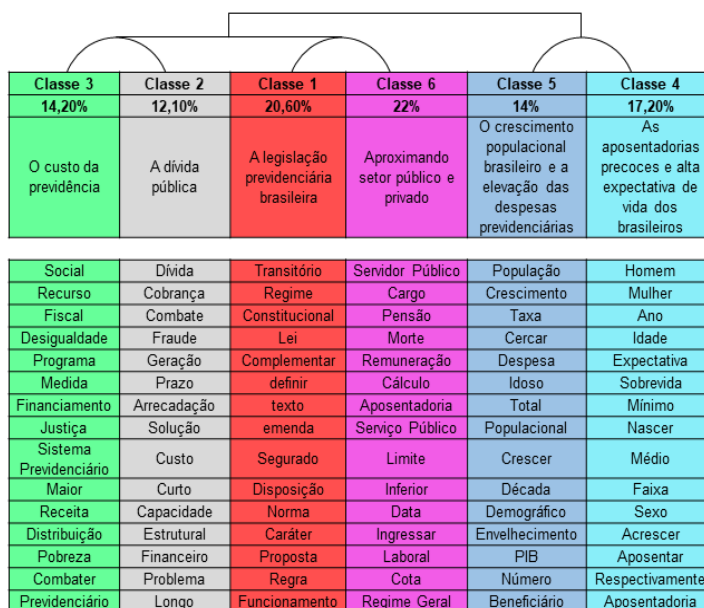 Classe 3 Classe 2 Classe 1 Classe 6 Classe 5 Classe 4
14,20% 12,10% 20,60% 22% 14% 17,20%
O custo da
previdência
A dívida
pública
A legislação
previdenciária
brasileira
Aproximando
setor público e
privado
O crescimento
populacional
brasileiro e a
elevação das
despesas
previdenciárias
As
aposentadorias
precoces e alta
expectativa de
vida dos
brasileiros
Social Dívida Transitório Servidor Público População Homem
Recurso Cobrança Regime Cargo Crescimento Mulher
Fiscal Combate Constitucional Pensão Taxa Ano
Desigualdade Fraude Lei Morte Cercar Idade
Programa Geração Complementar Remuneração Despesa Expectativa
Medida Prazo definir Cálculo Idoso Sobrevida
Financiamento Arrecadação texto Aposentadoria Total Mínimo
Justiça Solução emenda Serviço Público Populacional Nascer
Sistema
Previdenciário Custo Segurado Limite Crescer Médio
Maior Curto Disposição Inferior Década Faixa
Receita Capacidade Norma Data Demográfico Sexo
Distribuição Estrutural Caráter Ingressar Envelhecimento Acrescer
Pobreza Financeiro Proposta Laboral PIB Aposentar
Combater Problema Regra Cota Número Respectivamente
Previdenciário Longo Funcionamento Regime Geral Beneficiário Aposentadoria